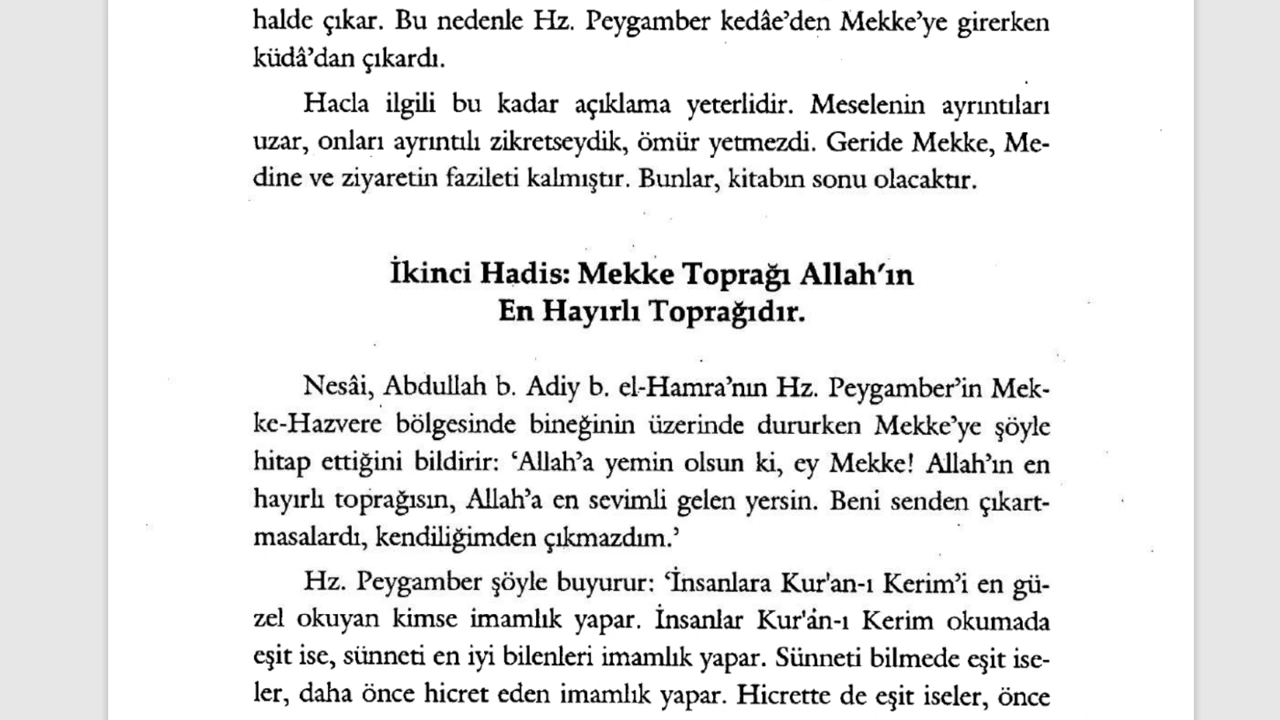 halde çıkar. Bu nedenle Hz. Peygamber kedâe’den Mekke’ye girerken
küdâ’dan çıkardı.
Hacla ilgili bu kadar açıklama yeterlidir. Meselenin ayrıntıları
uzar, onları ayrıntılı zikretseydik, ömür yetmezdi. Geride Mekke, Me-
dine ve ziyaretin fazileti kalmıştır. Bunlar, kitabın sonu olacaktır.
İkinci Hadis: Mekke Toprağı Allah’ın
En Hayırlı Toprağıdır.
Nesâi, Abdullah b. Adiy b. el-Hamra’nın Hz. Peygamber’in Mek-
ke-Hazvere bölgesinde bineğinin üzerinde dururken Mekke’ye şöyle
hitap ettiğini bildirir: ‘Allah’a yemin olsun ki, ey Mekke! Allah’ın en
hayırlı toprağısın, Allah’a en sevimli gelen yersin. Beni senden çıkart-
masalardı, kendiliğimden çıkmazdım.’
Hz. Peygamber şöyle buyurur: ‘İnsanlara Kur'an-ı Kerim’i en gü-
zel okuyan kimse imamlık yapar. İnsanlar Kur'an-ı Kerim okumada
eşit ise, sünneti en iyi bilenleri imamlık yapar. Sünneti bilmede eşit ise-
ler, daha önce hicret eden imamlık yapar. Hicrette de eşit iseler, önce